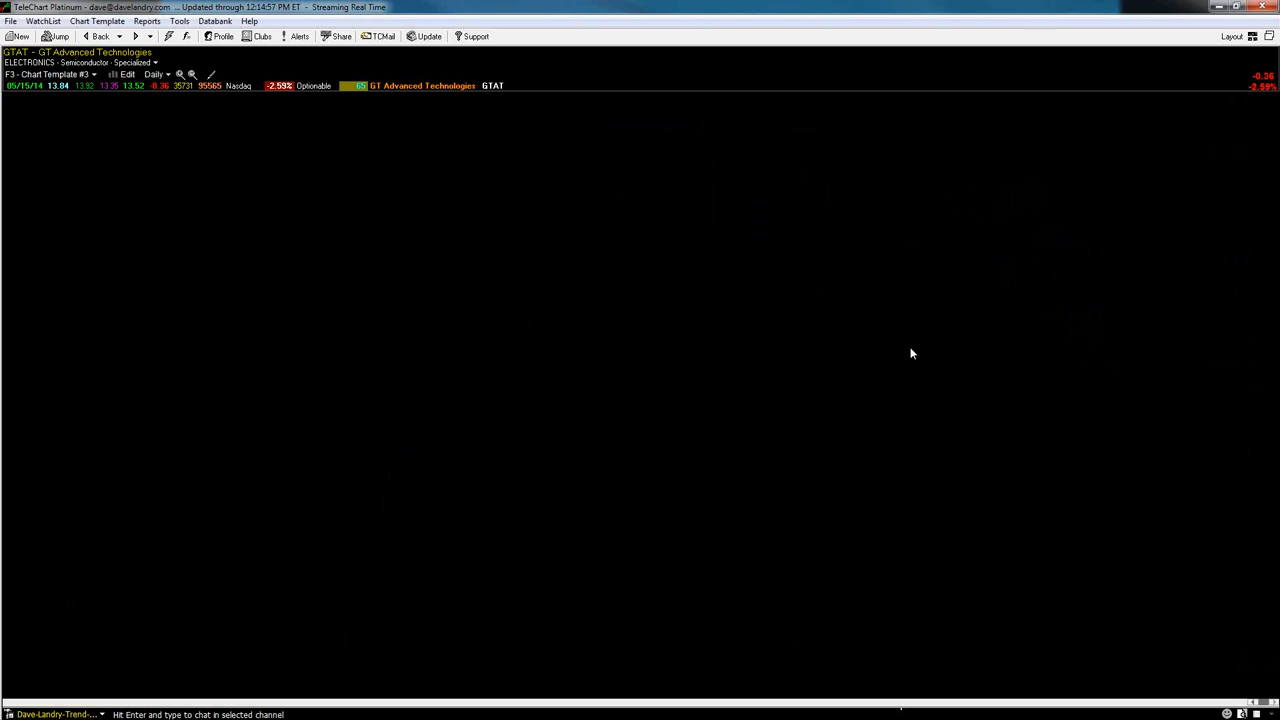 TeleChart Platinum - dave@davelandry.com ... Updated through 12:14:57 PM ET - Streaming Real Time
File WatchList Chart Template Reports Tools Databank Help
New Jump Back Profile Clubs Alerts Share TCMail Update Support Layout
GTAT - GT Advanced Technologies
ELECTRONICS - Semiconductor - Specialized
F3 - Chart Template #3 Edit Daily
-0.36
05/15/14 13.84 13.92 13.35 13.52 -0.36 35731 95565 Nasdaq -2.59% Optionable 65 GT Advanced Technologies GTAT -2.59%
Dave-Landry-Trend-... Hit Enter and type to chat in selected channel